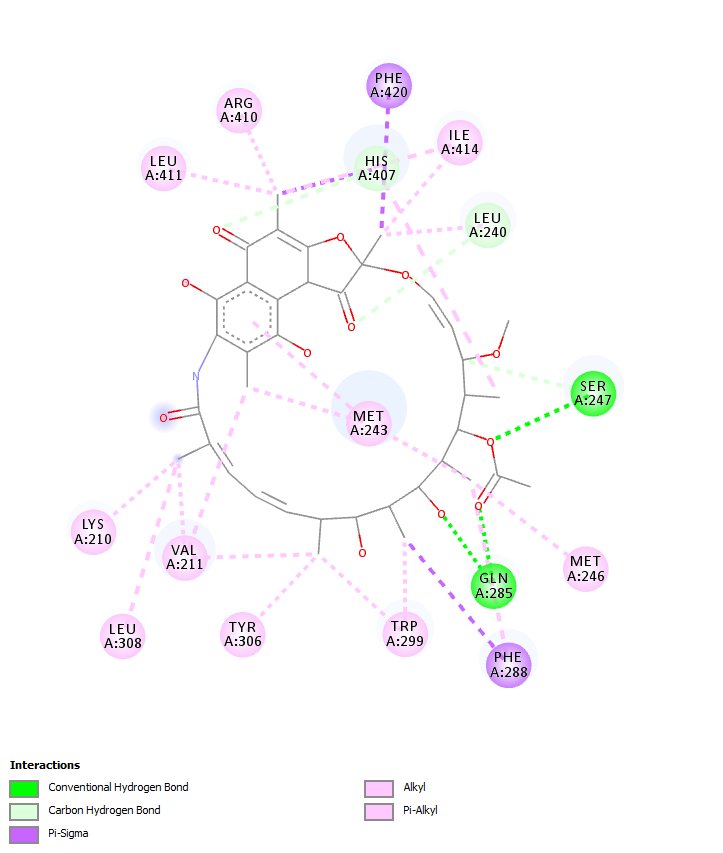 PHE
A:420
ARG
A:410
ILE
A:414
LEU
A:411
HIS
A:407
LEU
A:240
O
O
O
O
O
O
O
O
N
SER
A:247
MET
A:243
O
O
O
O
O
LYS
A:210
VAL
A:211
MET
A:246
GLN
A:285
LEU
A:308
TYR
A:306
TRP
A:299
PHE
A:288
Interactions
Conventional Hydrogen Bond
Carbon Hydrogen Bond
Pi-Sigma
Alkyl
Pi-Alkyl